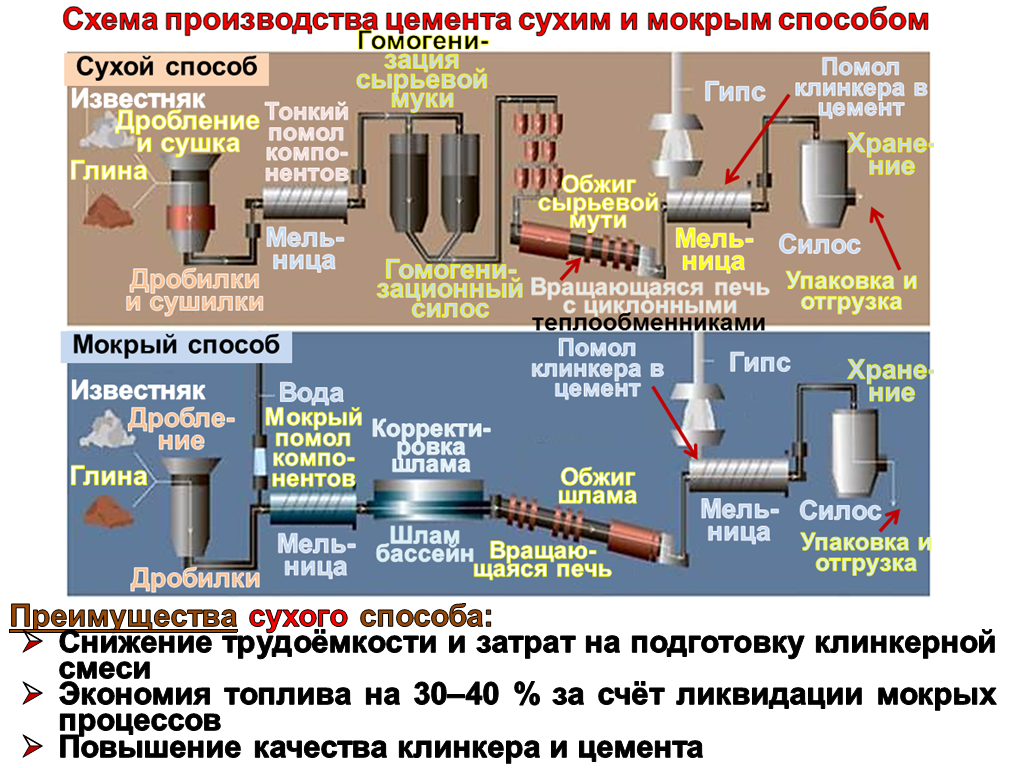 Схема производства цемента сухим и мокрым способом
Сухой способ
Известняк
Дробление
и сушка
Глина
Дробилки
и сушилки
Тонкий
помол
компо-
нентов
Мель-
ница
Гомогени-
зация
сырьевой
муки
Гомогени-
зационный
силос
Обжиг
сырьевой
мути
Вращающаяся печь
с циклонными
теплообменниками
Гипс
Помол
клинкера в
цемент
Мель-
ница
Хране-
ние
Силос
Упаковка и
отгрузка
Мокрый способ
Известняк
Дробле-
ние
Глина
Дробилки
Вода
Мокрый
помол
компо-
нентов
Мель-
ница
Корректи-
ровка
шлама
Шлам
бассейн
Обжиг
шлама
Вращаю-
щаяся печь
Помол
клинкера в
цемент
Гипс
Мель-
ница
Хране-
ние
Силос
Упаковка и
отгрузка
Преимущества сухого способа:
Снижение трудоёмкости и затрат на подготовку клинкерной
смеси
Экономия топлива на 30–40 % за счёт ликвидации мокрых
процессов
Повышение качества клинкера и цемента